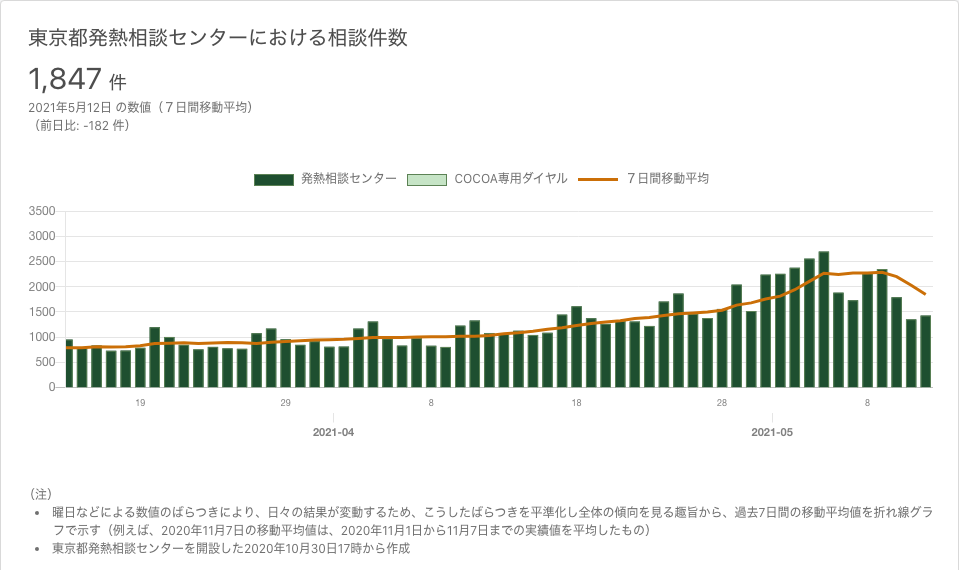 東京都発熱相談センターにおける相談件数
1,847 件
2021年5月12日 の数値（７日間移動平均）
（前日比: -182 件）
発熱相談センター COCOA専用ダイヤル ７日間移動平均
3500
3000
2500
2000
1500
1000
500
0
19 29 8 18 28 8
2021-04 2021-05
（注）
• 曜日などによる数値のばらつきにより、日々の結果が変動するため、こうしたばらつきを平準化し全体の傾向を見る趣旨から、過去7日間の移動平均値を折れ線グラ
フで示す（例えば、2020年11月7日の移動平均値は、2020年11月1日から11月7日までの実績値を平均したもの）
• 東京都発熱相談センターを開設した2020年10月30日17時から作成